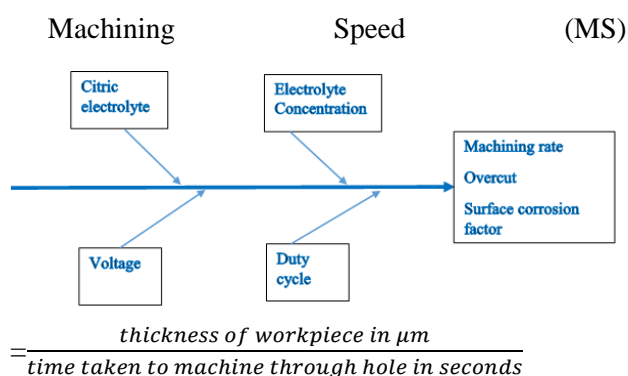 Machining Speed (MS)
Citric
electrolyte
Electrolyte
Concentration
Machining rate
Overcut
Surface corrosion
factor
Voltage
Duty
cycle
thickness of workpiece in μm
=
time taken to machine through hole in seconds